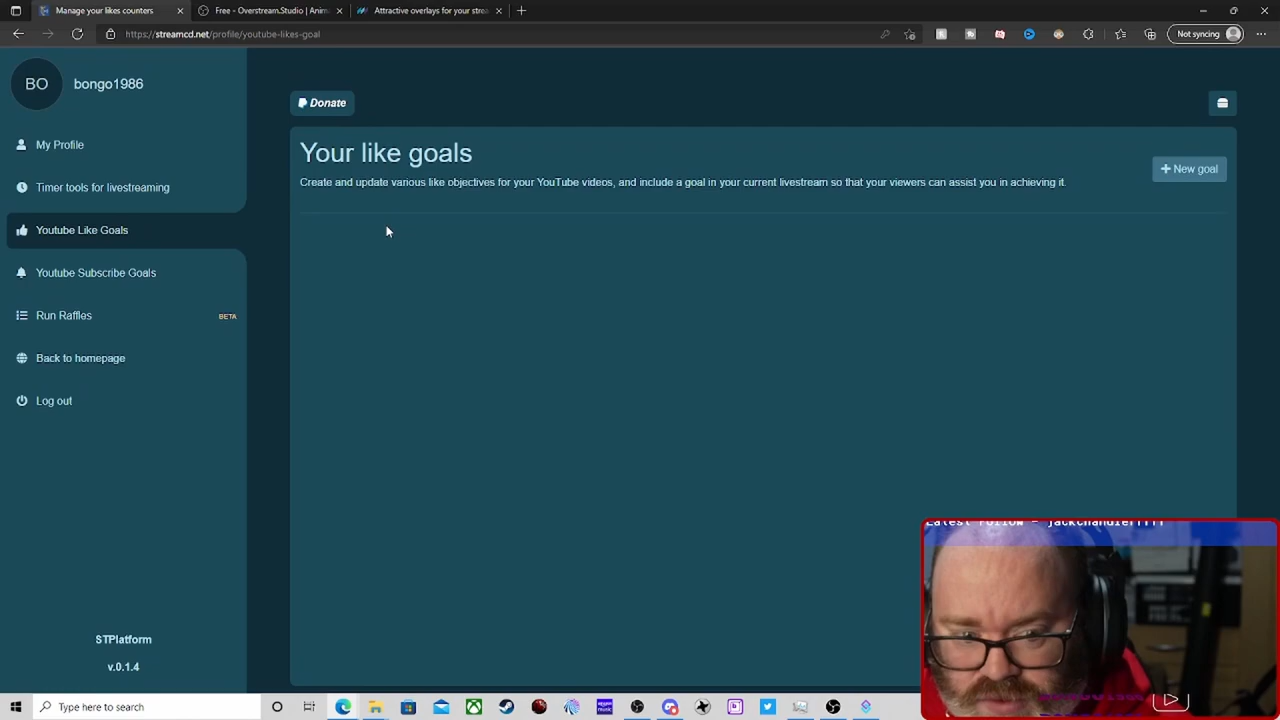 Manage your likes counters
Free - Overstream.Studio | Anim
Attractive overlays for your strea
https://streamcd.net/profile/youtube-likes-goal
Not syncing
BO
bongo1986
My Profile
Timer tools for livestreaming
Youtube Like Goals
Youtube Subscribe Goals
Run Raffles
BETA
Back to homepage
Log out
STPlatform
v.0.1.4
Donate
Your like goals
Create and update various like objectives for your YouTube videos, and include a goal in your current livestream so that your viewers can assist you in achieving it.
+ New goal
Latest Follow -
Type here to search